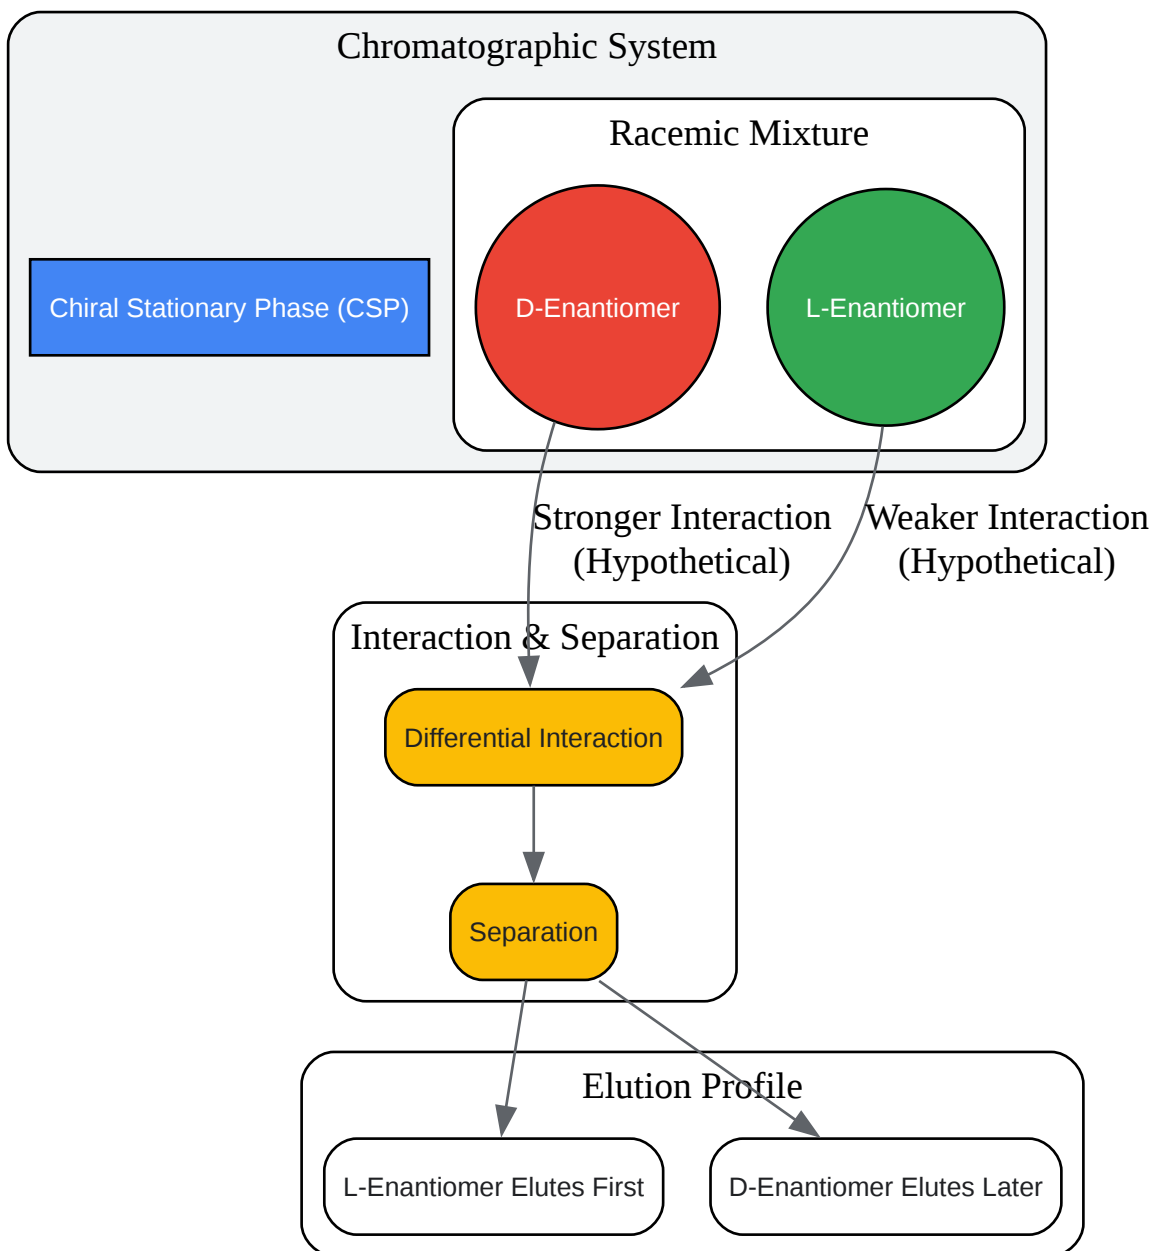 Chromatographic System
Racemic Mixture
Chiral Stationary Phase (CSP)
D-Enantiomer
L-Enantiomer
Stronger Interaction
(Hypothetical)
Weaker Interaction
(Hypothetical)
Interaction & Separation
Differential Interaction
Separation
Elution Profile
L-Enantiomer Elutes First
D-Enantiomer Elutes Later